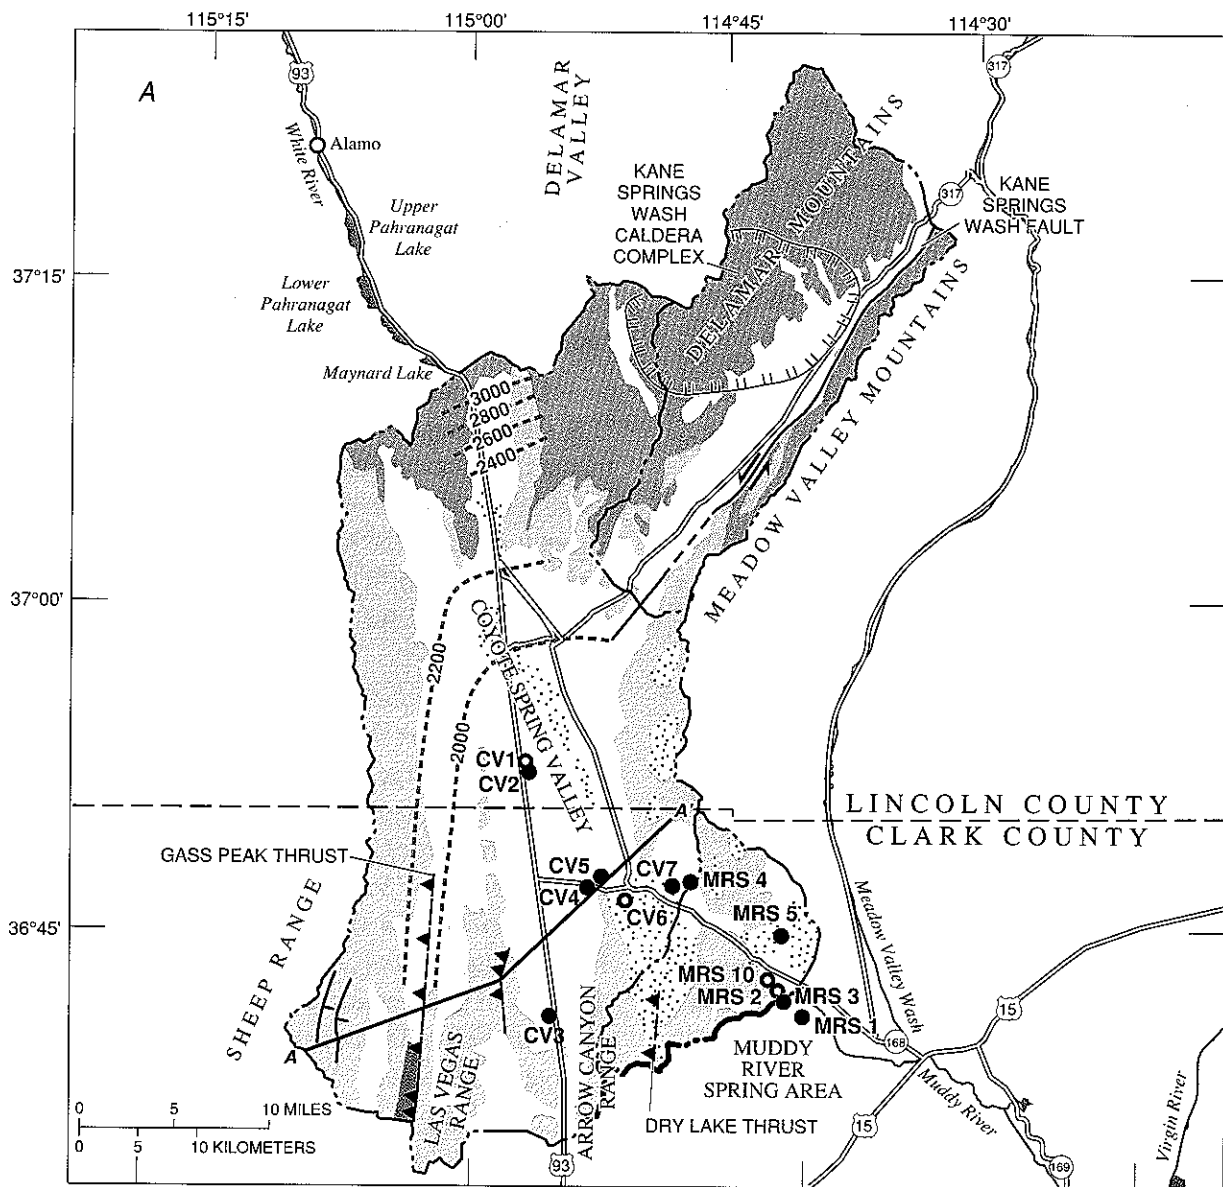 115°15'
115°00'
114°45'
114°30'
A
93
317
Alamo
White River
DELAMAR
VALLEY
Upper
Pahranagat
Lake
KANE
SPRINGS
WASH
CALDERA
COMPLEX
DELAMAR MOUNTAINS
317
KANE
SPRINGS
WASH FAULT
37°15'
Lower
Pahranagat
Lake
Maynard Lake
3000
2800
2600
2400
MEADOW VALLEY MOUNTAINS
37°00'
COYOTE SPRING VALLEY
2200
2000
CV1
CV2
A'
LINCOLN COUNTY
CLARK COUNTY
GASS PEAK THRUST
CV5
CV4
CV7
MRS 4
CV6
MRS 5
36°45'
SHEEP RANGE
Meadow Valley Wash
MRS 10
MRS 2
MRS 3
MRS 1
CV3
A
15
168
MUDDY
RIVER
SPRING AREA
LAS VEGAS
RANGE
ARROW CANYON
RANGE
Muddy River
Virgin River
0 5 10 MILES
0 5 10 KILOMETERS
DRY LAKE THRUST
15
93
169